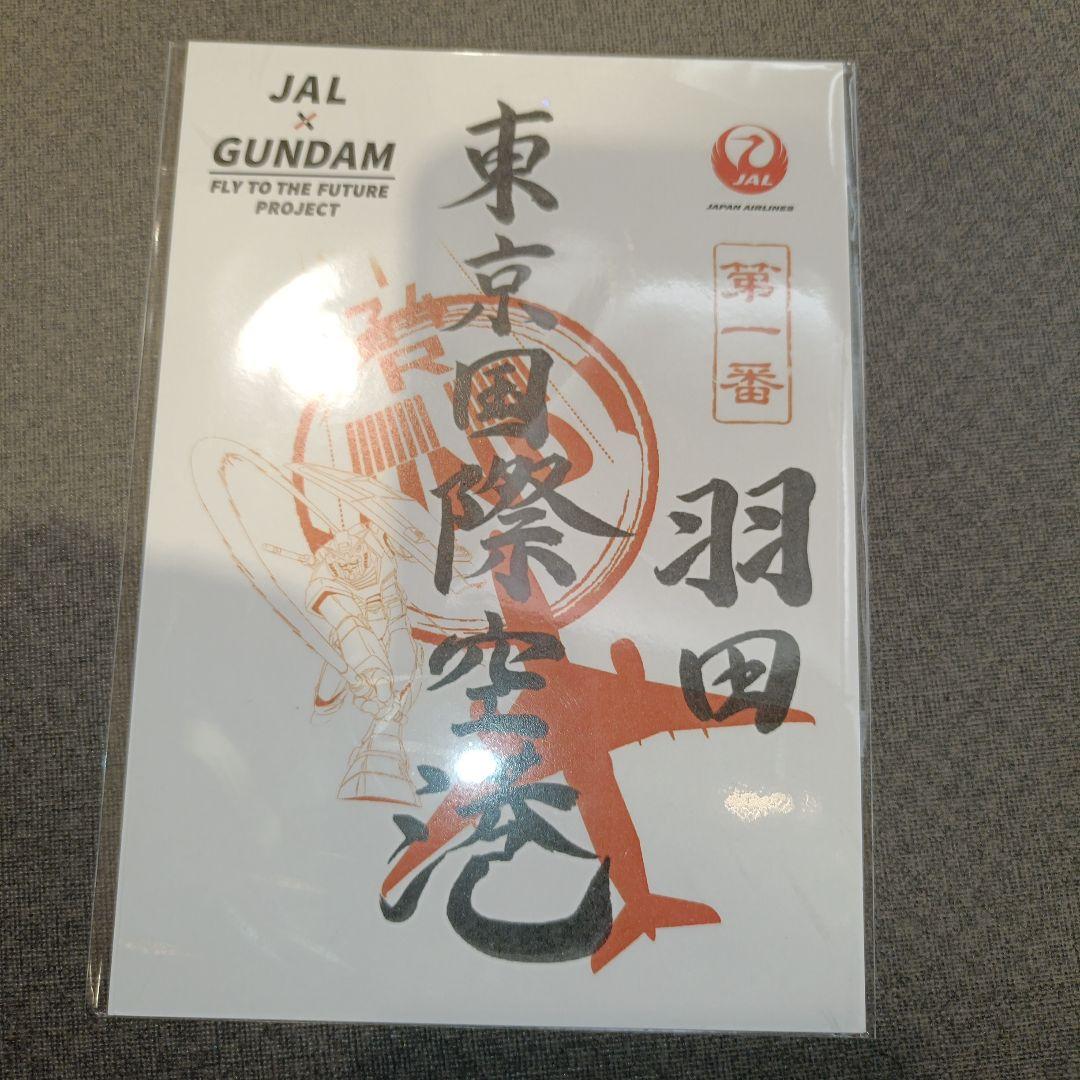 JAL
×
GUNDAM
FLY TO THE FUTURE
PROJECT
JAL
JAPAN AIRLINES
第一番
羽田
東京国際空港